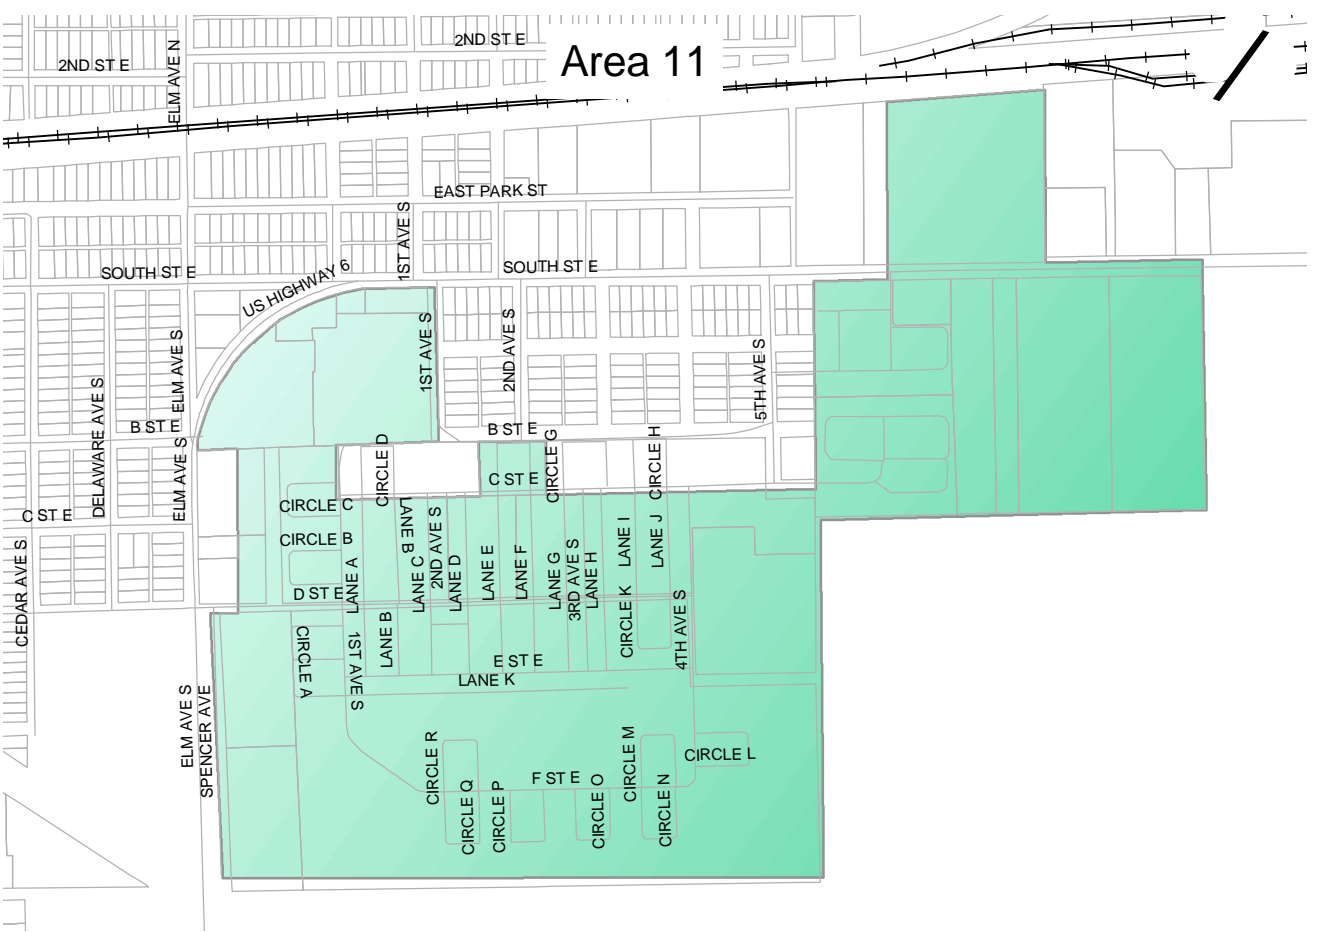 2ND ST E
Area 11
2ND ST E
ELM AVE N
EAST PARK ST
1ST AVE S
SOUTH ST E
SOUTH ST E
US HIGHWAY 6
ELM AVE S
1ST AVE S
2ND AVE S
5TH AVE S
DELAWARE AVE S
B ST E
B ST E
ELM AVE S
CIRCLE D
CIRCLE G
CIRCLE H
C ST E
CIRCLE C
C ST E
CIRCLE B
LANE B
2ND AVE S
LANE I
LANE J
CEDAR AVE S
LANE A
LANE C
LANE D
LANE E
LANE F
LANE G
3RD AVE S
LANE H
D ST E
CIRCLE K
4TH AVE S
CIRCLE A
1ST AVE S
LANE B
E ST E
LANE K
ELM AVE S
SPENCER AVE
CIRCLE R
CIRCLE M
CIRCLE L
F ST E
CIRCLE Q
CIRCLE P
CIRCLE O
CIRCLE N